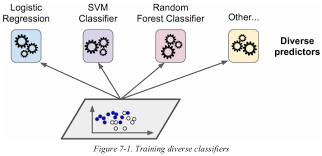 Logistic
Regression
SVM
Classifier
Random
Forest Classifier
Other...
Diverse
predictors
Figure 7-1. Training diverse classifiers